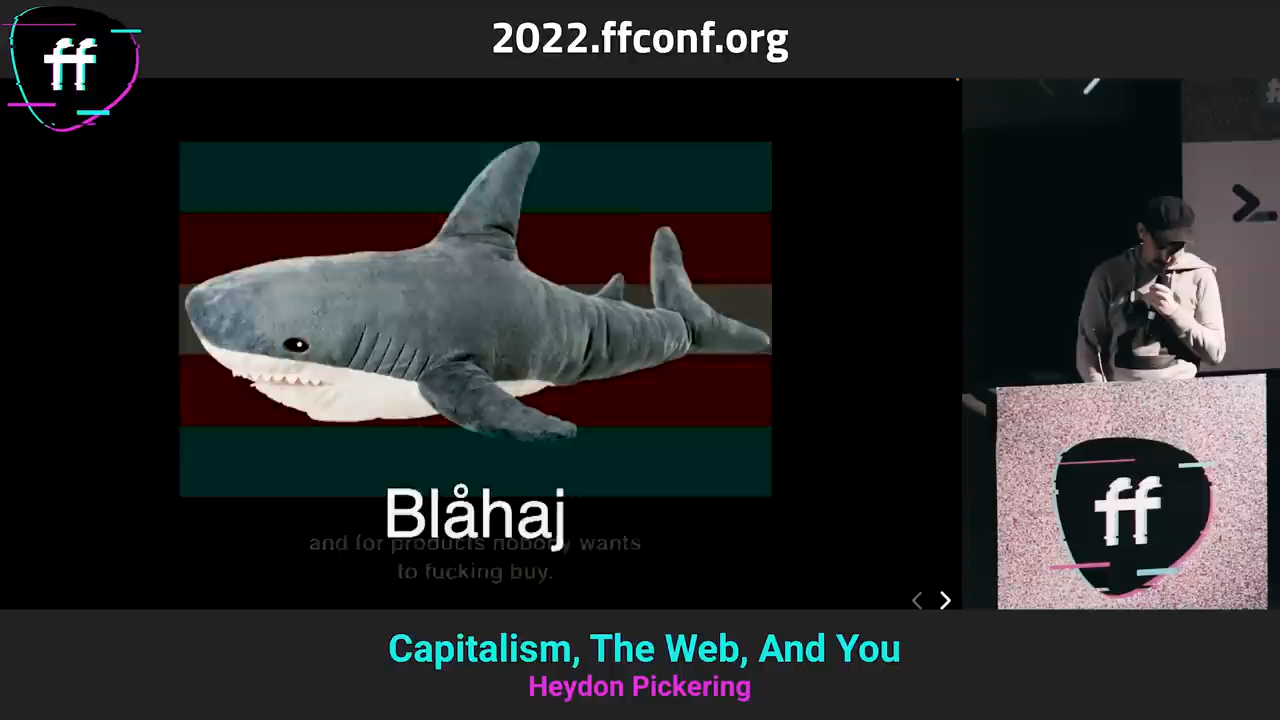 2022.ffconf.org
ff
Blåhaj
and for products nobody wants
to fucking buy.
ff
Capitalism, The Web, And You
Heydon Pickering